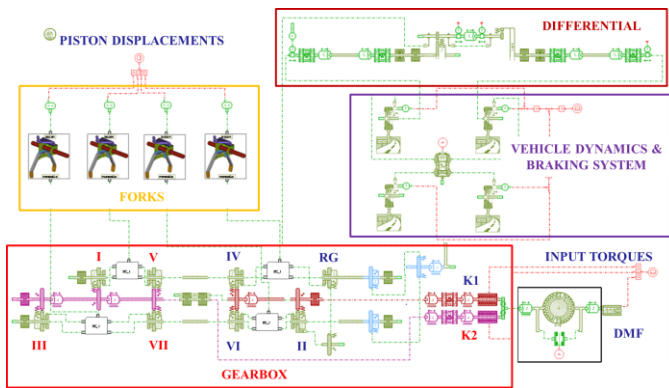 DIFFERENTIAL
PISTON DISPLACEMENTS
VEHICLE DYNAMICS &
BRAKING SYSTEM
FORKS
I V IV RG
INPUT TORQUES
K1
K2
DMF
III VII VI II
GEARBOX